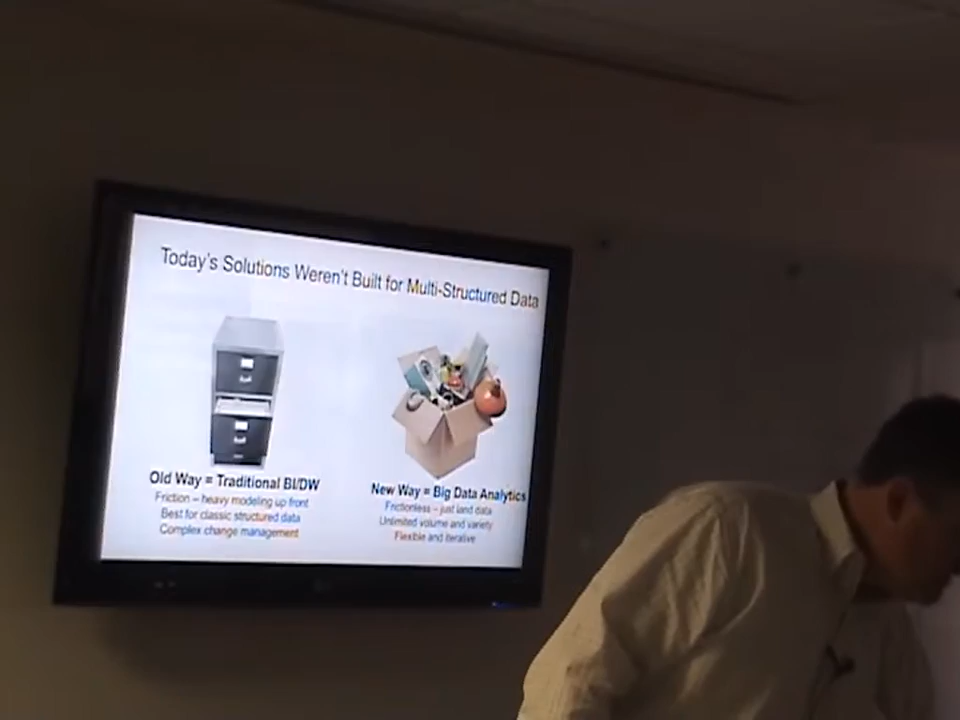 Today's Solutions Weren't Built for Multi-Structured Data
Old Way = Traditional BI/DW
Friction – heavy modeling up front
Best for classic structured data
Complex change management
New Way = Big Data Analytics
Frictionless – just land data
Unlimited volume and variety
Flexible and iterative